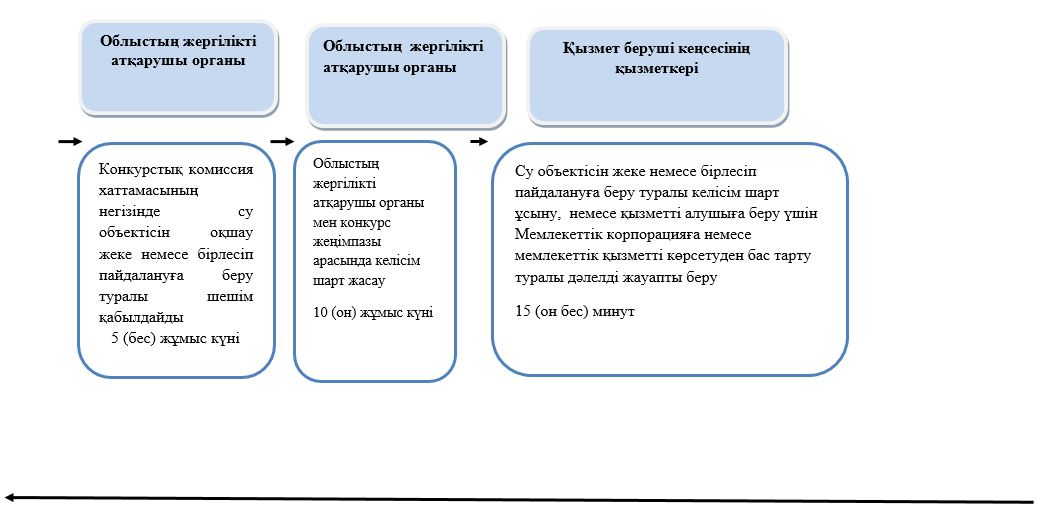 Облыстың жергілікті
атқарушы органы
Облыстың жергілікті
атқарушы органы
Қызмет беруші кеңсесінің
қызметкері
Конкурстық комиссия
хаттамасының
негізінде су
объектісін оқшау
жеке немесе бірлесіп
пайдалануға беру
туралы шешім
қабылдайды
5 (бес) жұмыс күні
Облыстың
жергілікті
атқарушы органы
мен конкурс
жеңімпазы
арасында келісім
шарт жасау
10 (он) жұмыс күні
Су объектісін жеке немесе бірлесіп
пайдалануға беру туралы келісім шарт
ұсыну, немесе қызметті алушыға беру үшін
Мемлекеттік корпорацияға немесе
мемлекеттік қызметті көрсетуден бас тарту
туралы дәлелді жауапты беру
15 (он бес) минут